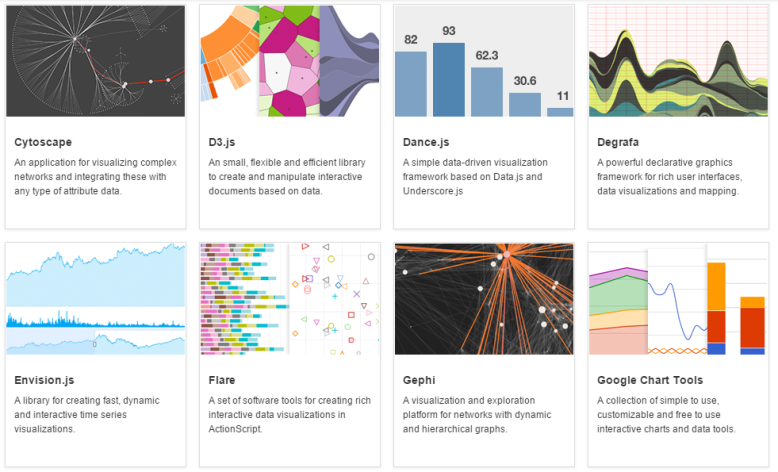 82
93
62.3
30.6
11
Cytoscape
An application for visualizing complex
networks and integrating these with
any type of attribute data.
D3.js
An small, flexible and efficient library
to create and manipulate interactive
documents based on data.
Dance.js
A simple data-driven visualization
framework based on Data.js and
Underscore.js
Degrafa
A powerful declarative graphics
framework for rich user interfaces,
data visualizations and mapping.
Envision.js
A library for creating fast, dynamic
and interactive time series
visualizations.
Flare
A set of software tools for creating rich
interactive data visualizations in
ActionScript.
Gephi
A visualization and exploration
platform for networks with dynamic
and hierarchical graphs.
Google Chart Tools
A collection of simple to use,
customizable and free to use
interactive charts and data tools.